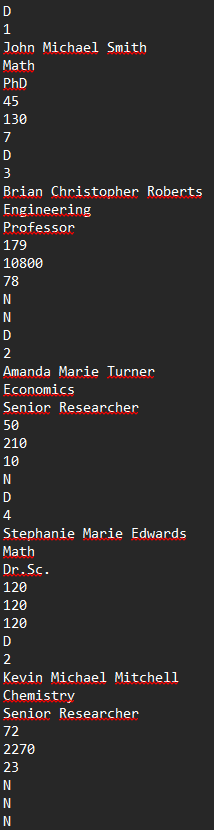 D
1
John Michael Smith
Math
PhD
45
130
7
D
3
Brian Christopher Roberts
Engineering
Professor
179
10800
78
N
N
D
2
Amanda Marie Turner
Economics
Senior Researcher
50
210
10
N
D
4
Stephanie Marie Edwards
Math
Dr.Sc.
120
120
120
D
2
Kevin Michael Mitchell
Chemistry
Senior Researcher
72
2270
23
N
N
N